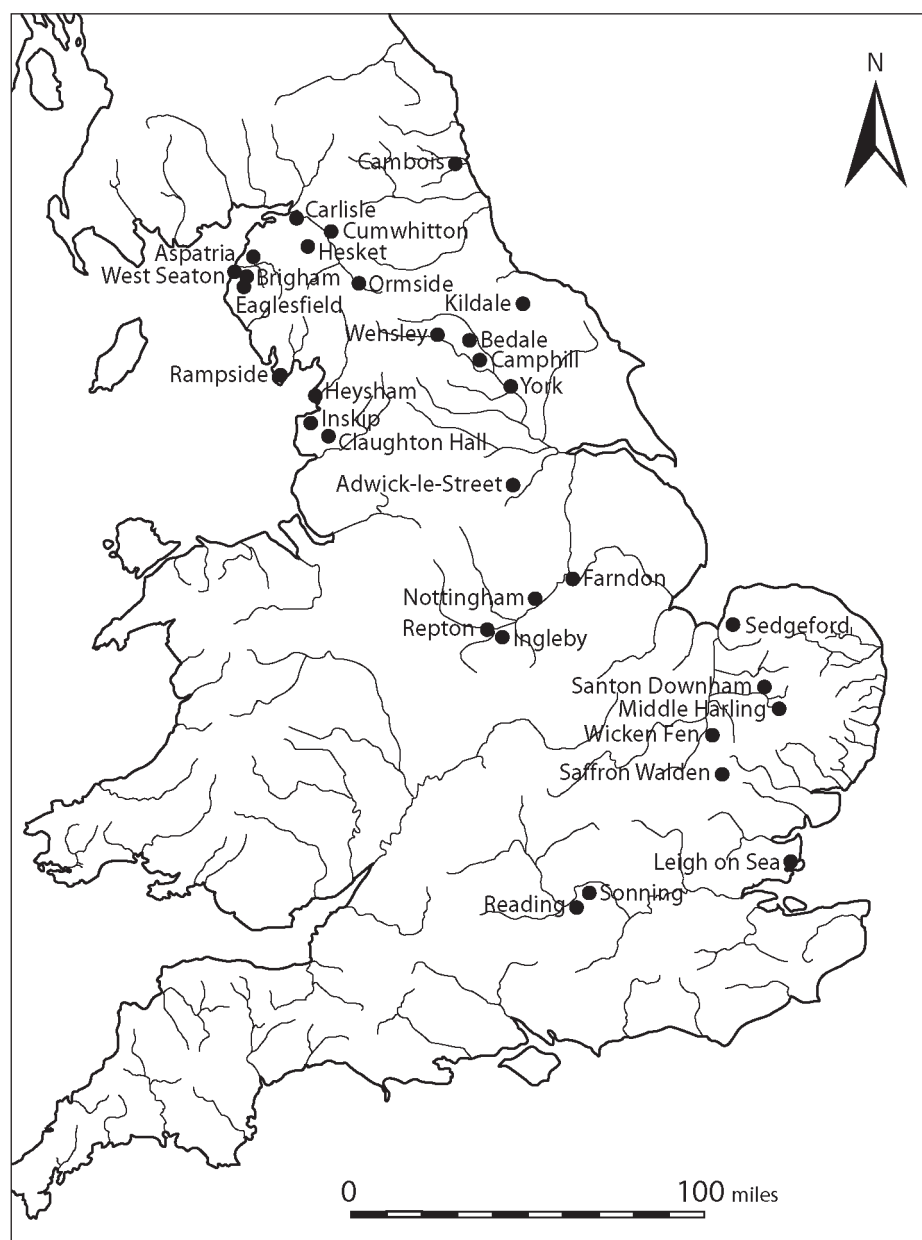 N
Cambois
Carlisle
Cumwhitton
Hesket
Aspatria
West Seaton
Brigham
Ormside
Eaglesfield
Kildale
Wensley
Bedale
Camphill
Rampside
York
Heysham
Inskip
Claughton Hall
Adwick-le-Street
Farndon
Nottingham
Repton
Ingleby
Sedgeford
Santon Downham
Middle Harling
Wicken Fen
Saffron Walden
Leigh on Sea
Sonning
Reading
0 100 miles